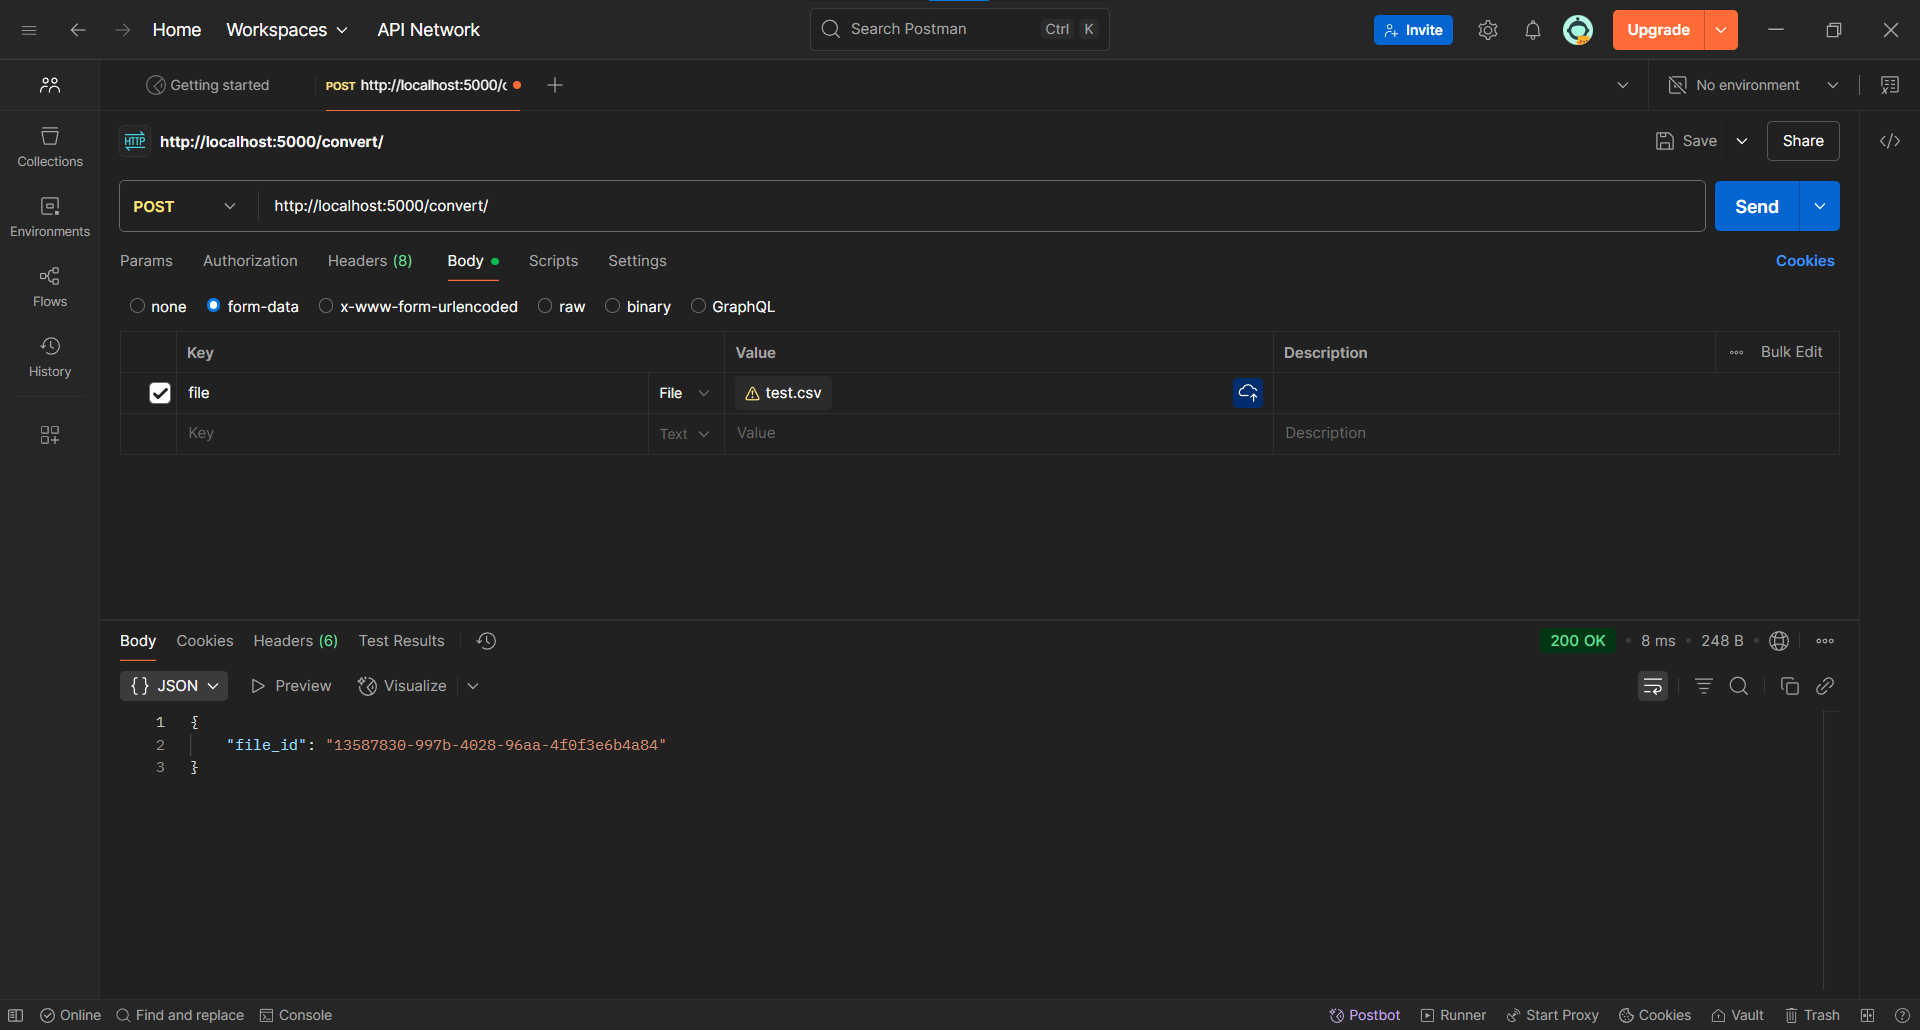 Home Workspaces API Network Search Postman Ctrl K Invite Upgrade
Getting started POST http://localhost:5000/c No environment
HTTP http://localhost:5000/convert/ Save Share
Collections
POST http://localhost:5000/convert/ Send
Environments
Params Authorization Headers (8) Body Scripts Settings Cookies
none form-data x-www-form-urlencoded raw binary GraphQL
Flows
Key Value Description Bulk Edit
History
file File test.csv
Key Text Value Description
Body Cookies Headers (6) Test Results 200 OK 8 ms 248 B
{} JSON Preview Visualize
1 {
2 "file_id": "13587830-997b-4028-96aa-4f0f3e6b4a84"
3 }
Online Find and replace Console Postbot Runner Start Proxy Cookies Vault Trash